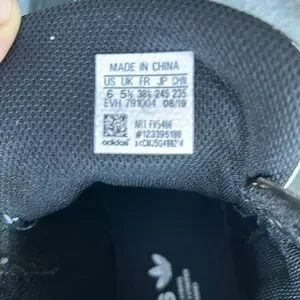 MADE IN CHINA
US UK FR JP CHN
6 5½ 38⅔ 245 235
EVH 791004 08/19
ART FV5466
#123395188
adidas